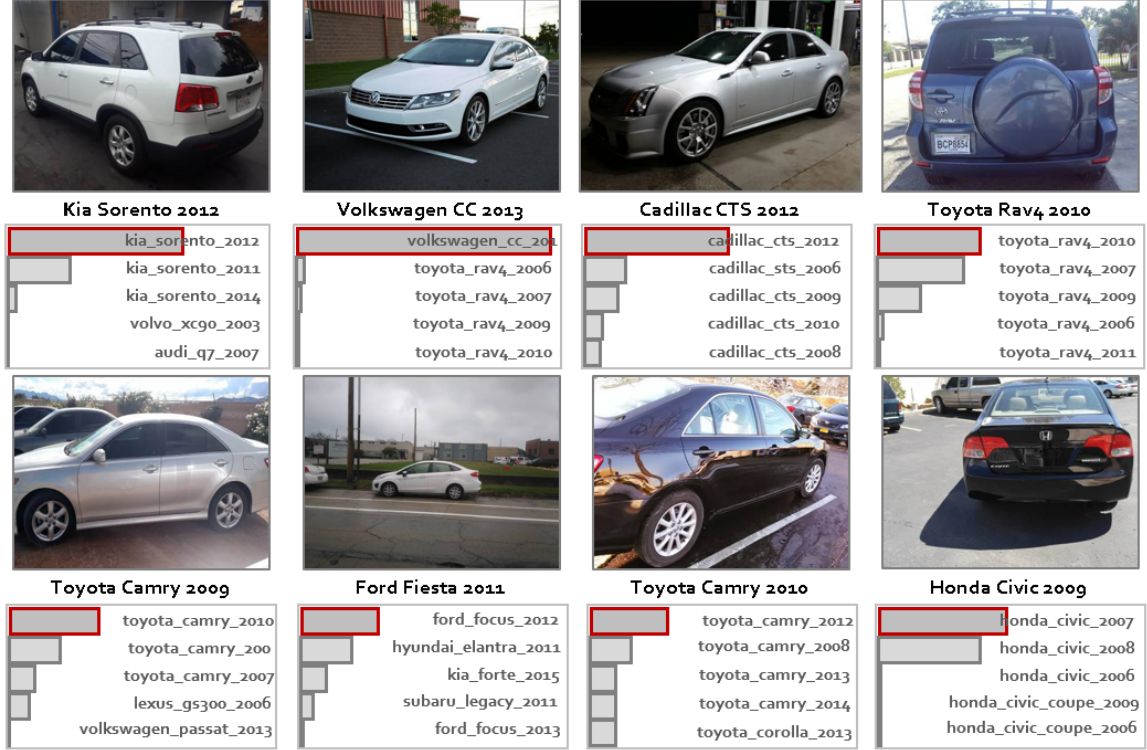 BCP8854
Kia Sorento 2012
Volkswagen CC 2013
Cadillac CTS 2012
Toyota Rav4 2010
kia_sorento_2012
kia_sorento_2011
kia_sorento_2014
volvo_xc90_2003
audi_q7_2007
volkswagen_cc_201
toyota_rav4_2006
toyota_rav4_2007
toyota_rav4_2009
toyota_rav4_2010
cadillac_cts_2012
cadillac_sts_2006
cadillac_cts_2009
cadillac_cts_2010
cadillac_cts_2008
toyota_rav4_2010
toyota_rav4_2007
toyota_rav4_2009
toyota_rav4_2006
toyota_rav4_2011
Toyota Camry 2009
Ford Fiesta 2011
Toyota Camry 2010
Honda Civic 2009
toyota_camry_2010
toyota_camry_200
toyota_camry_2007
lexus_gs300_2006
volkswagen_passat_2013
ford_focus_2012
hyundai_elantra_2011
kia_forte_2015
subaru_legacy_2011
ford_focus_2013
toyota_camry_2012
toyota_camry_2008
toyota_camry_2013
toyota_camry_2014
toyota_corolla_2013
honda_civic_2007
honda_civic_2008
honda_civic_2006
honda_civic_coupe_2009
honda_civic_coupe_2006